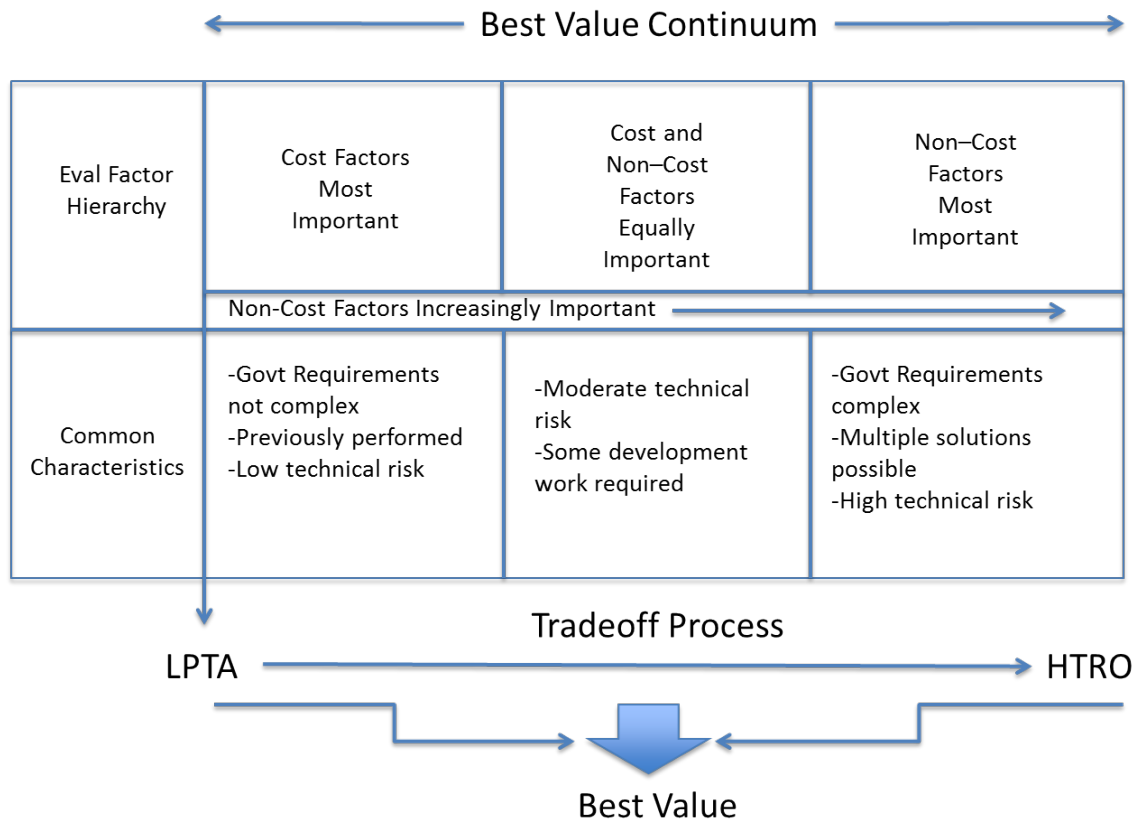 Best Value Continuum
Eval Factor
Hierarchy
Cost Factors
Most
Important
Cost and
Non–Cost
Factors
Equally
Important
Non–Cost
Factors
Most
Important
Non-Cost Factors Increasingly Important
Common
Characteristics
-Govt Requirements
not complex
-Previously performed
-Low technical risk
-Moderate technical
risk
-Some development
work required
-Govt Requirements
complex
-Multiple solutions
possible
-High technical risk
Tradeoff Process
LPTA
HTRO
Best Value